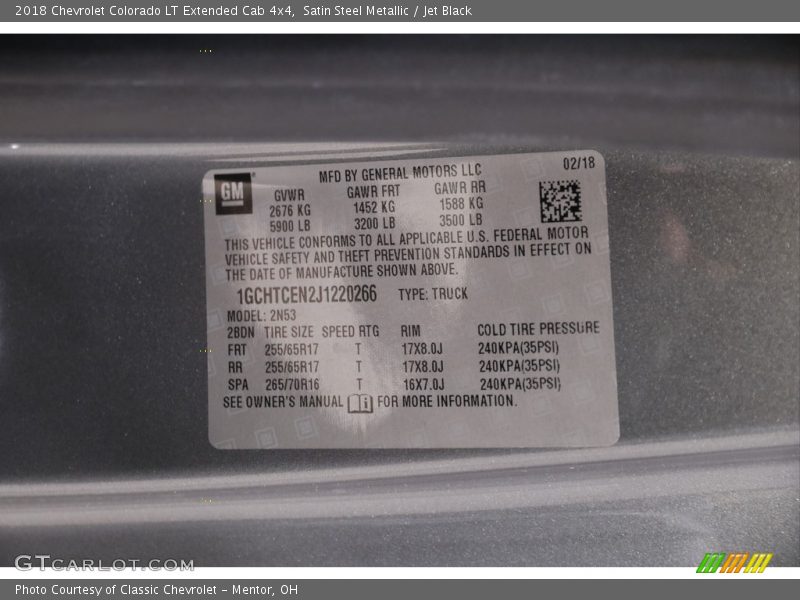 2018 Chevrolet Colorado LT Extended Cab 4x4, Satin Steel Metallic / Jet Black
MFD BY GENERAL MOTORS LLC 02/18
GM
GVWR GAWR FRT GAWR RR
2676 KG 1452 KG 1588 KG
5900 LB 3200 LB 3500 LB
THIS VEHICLE CONFORMS TO ALL APPLICABLE U.S. FEDERAL MOTOR
VEHICLE SAFETY AND THEFT PREVENTION STANDARDS IN EFFECT ON
THE DATE OF MANUFACTURE SHOWN ABOVE.
1GCHTCEN2J1220266 TYPE: TRUCK
MODEL: 2N53
2BDN TIRE SIZE SPEED RTG RIM COLD TIRE PRESSURE
FRT 255/65R17 T 17X8.0J 240KPA(35PSI)
RR 255/65R17 T 17X8.0J 240KPA(35PSI)
SPA 265/70R16 T 16X7.0J 240KPA(35PSI)
SEE OWNER'S MANUAL FOR MORE INFORMATION.
GTCARLOT.COM
Photo Courtesy of Classic Chevrolet - Mentor, OH